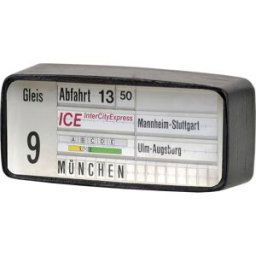 Gleis Abfahrt 13 50
ICE InterCityExpress
Mannheim-Stuttgart
A B C D E
9
Ulm-Augsburg
MÜNCHEN